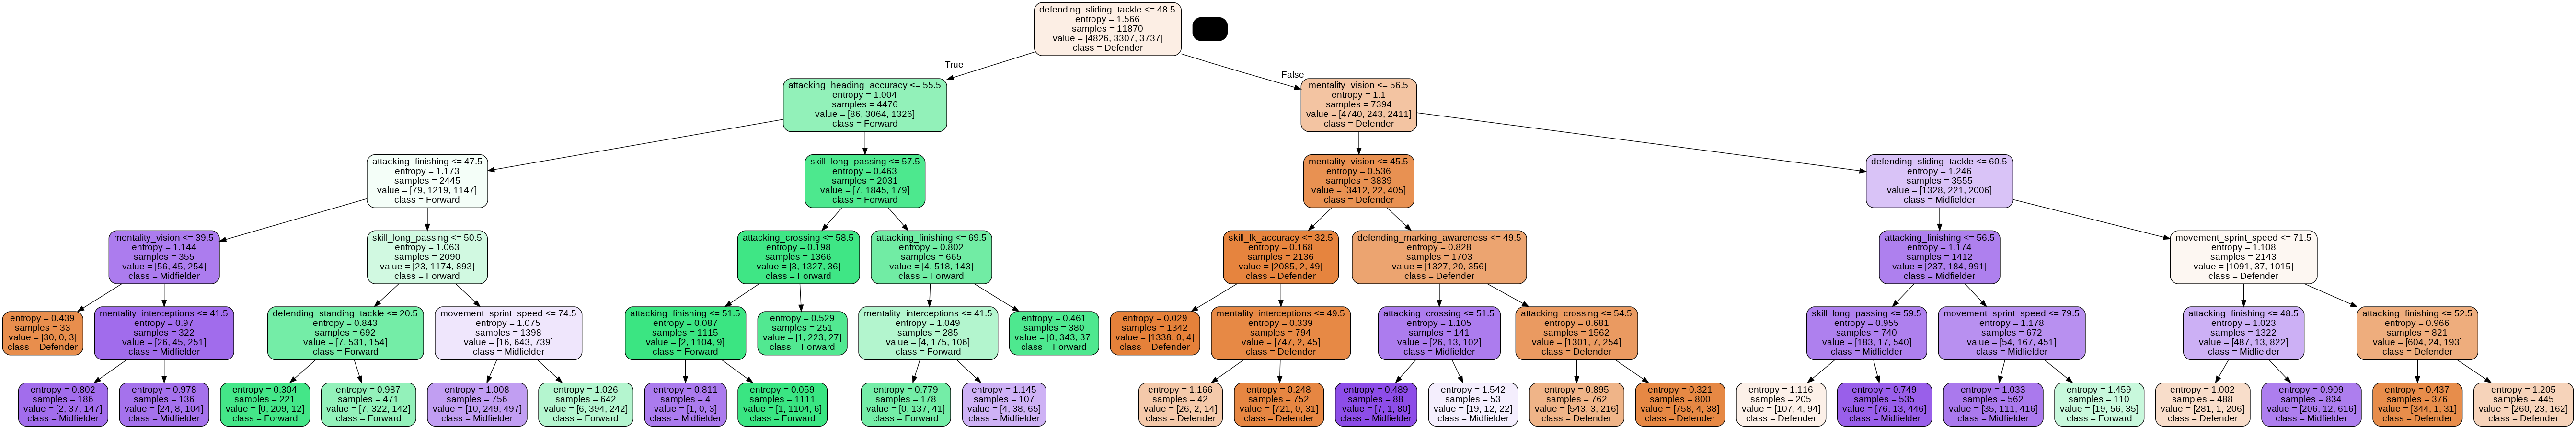 defending_sliding_tackle <= 48.5
entropy = 1.566
samples = 11870
value = [4826, 3307, 3737]
class = Defender
True
False
attacking_heading_accuracy <= 55.5
entropy = 1.004
samples = 4476
value = [86, 3064, 1326]
class = Forward
mentality_vision <= 56.5
entropy = 1.1
samples = 7394
value = [4740, 243, 2411]
class = Defender
attacking_finishing <= 47.5
entropy = 1.173
samples = 2445
value = [79, 1219, 1147]
class = Forward
skill_long_passing <= 57.5
entropy = 0.463
samples = 2031
value = [7, 1845, 179]
class = Forward
mentality_vision <= 45.5
entropy = 0.536
samples = 3839
value = [3412, 22, 405]
class = Defender
defending_sliding_tackle <= 60.5
entropy = 1.246
samples = 3555
value = [1328, 221, 2006]
class = Midfielder
mentality_vision <= 39.5
entropy = 1.144
samples = 355
value = [56, 45, 254]
class = Midfielder
skill_long_passing <= 50.5
entropy = 1.063
samples = 2090
value = [23, 1174, 893]
class = Forward
attacking_crossing <= 58.5
entropy = 0.198
samples = 1366
value = [3, 1327, 36]
class = Forward
attacking_finishing <= 69.5
entropy = 0.802
samples = 665
value = [4, 518, 143]
class = Forward
skill_fk_accuracy <= 32.5
entropy = 0.168
samples = 2136
value = [2085, 2, 49]
class = Defender
defending_marking_awareness <= 49.5
entropy = 0.828
samples = 1703
value = [1327, 20, 356]
class = Defender
attacking_finishing <= 56.5
entropy = 1.174
samples = 1412
value = [237, 184, 991]
class = Midfielder
movement_sprint_speed <= 71.5
entropy = 1.108
samples = 2143
value = [1091, 37, 1015]
class = Defender
entropy = 0.439
samples = 33
value = [30, 0, 3]
class = Defender
mentality_interceptions <= 41.5
entropy = 0.97
samples = 322
value = [26, 45, 251]
class = Midfielder
defending_standing_tackle <= 20.5
entropy = 0.843
samples = 692
value = [7, 531, 154]
class = Forward
movement_sprint_speed <= 74.5
entropy = 1.075
samples = 1398
value = [16, 643, 739]
class = Midfielder
attacking_finishing <= 51.5
entropy = 0.087
samples = 1115
value = [2, 1104, 9]
class = Forward
entropy = 0.529
samples = 251
value = [1, 223, 27]
class = Forward
mentality_interceptions <= 41.5
entropy = 1.049
samples = 285
value = [4, 175, 106]
class = Forward
entropy = 0.461
samples = 380
value = [0, 343, 37]
class = Forward
entropy = 0.029
samples = 1342
value = [1338, 0, 4]
class = Defender
mentality_interceptions <= 49.5
entropy = 0.339
samples = 794
value = [747, 2, 45]
class = Defender
attacking_crossing <= 51.5
entropy = 1.105
samples = 141
value = [26, 13, 102]
class = Midfielder
attacking_crossing <= 54.5
entropy = 0.681
samples = 1562
value = [1301, 7, 254]
class = Defender
skill_long_passing <= 59.5
entropy = 0.955
samples = 740
value = [183, 17, 540]
class = Midfielder
movement_sprint_speed <= 79.5
entropy = 1.178
samples = 672
value = [54, 167, 451]
class = Midfielder
attacking_finishing <= 48.5
entropy = 1.023
samples = 1322
value = [487, 13, 822]
class = Midfielder
attacking_finishing <= 52.5
entropy = 0.966
samples = 821
value = [604, 24, 193]
class = Defender
entropy = 0.802
samples = 186
value = [2, 37, 147]
class = Midfielder
entropy = 0.978
samples = 136
value = [24, 8, 104]
class = Midfielder
entropy = 0.304
samples = 221
value = [0, 209, 12]
class = Forward
entropy = 0.987
samples = 471
value = [7, 322, 142]
class = Forward
entropy = 1.008
samples = 756
value = [10, 249, 497]
class = Midfielder
entropy = 1.026
samples = 642
value = [6, 394, 242]
class = Forward
entropy = 0.811
samples = 4
value = [1, 0, 3]
class = Midfielder
entropy = 0.059
samples = 1111
value = [1, 1104, 6]
class = Forward
entropy = 0.779
samples = 178
value = [0, 137, 41]
class = Forward
entropy = 1.145
samples = 107
value = [4, 38, 65]
class = Midfielder
entropy = 1.166
samples = 42
value = [26, 2, 14]
class = Defender
entropy = 0.248
samples = 752
value = [721, 0, 31]
class = Defender
entropy = 0.489
samples = 88
value = [7, 1, 80]
class = Midfielder
entropy = 1.542
samples = 53
value = [19, 12, 22]
class = Midfielder
entropy = 0.895
samples = 762
value = [543, 3, 216]
class = Defender
entropy = 0.321
samples = 800
value = [758, 4, 38]
class = Defender
entropy = 1.116
samples = 205
value = [107, 4, 94]
class = Defender
entropy = 0.749
samples = 535
value = [76, 13, 446]
class = Midfielder
entropy = 1.033
samples = 562
value = [35, 111, 416]
class = Midfielder
entropy = 1.459
samples = 110
value = [19, 56, 35]
class = Forward
entropy = 1.002
samples = 488
value = [281, 1, 206]
class = Defender
entropy = 0.909
samples = 834
value = [206, 12, 616]
class = Midfielder
entropy = 0.437
samples = 376
value = [344, 1, 31]
class = Defender
entropy = 1.205
samples = 445
value = [260, 23, 162]
class = Defender